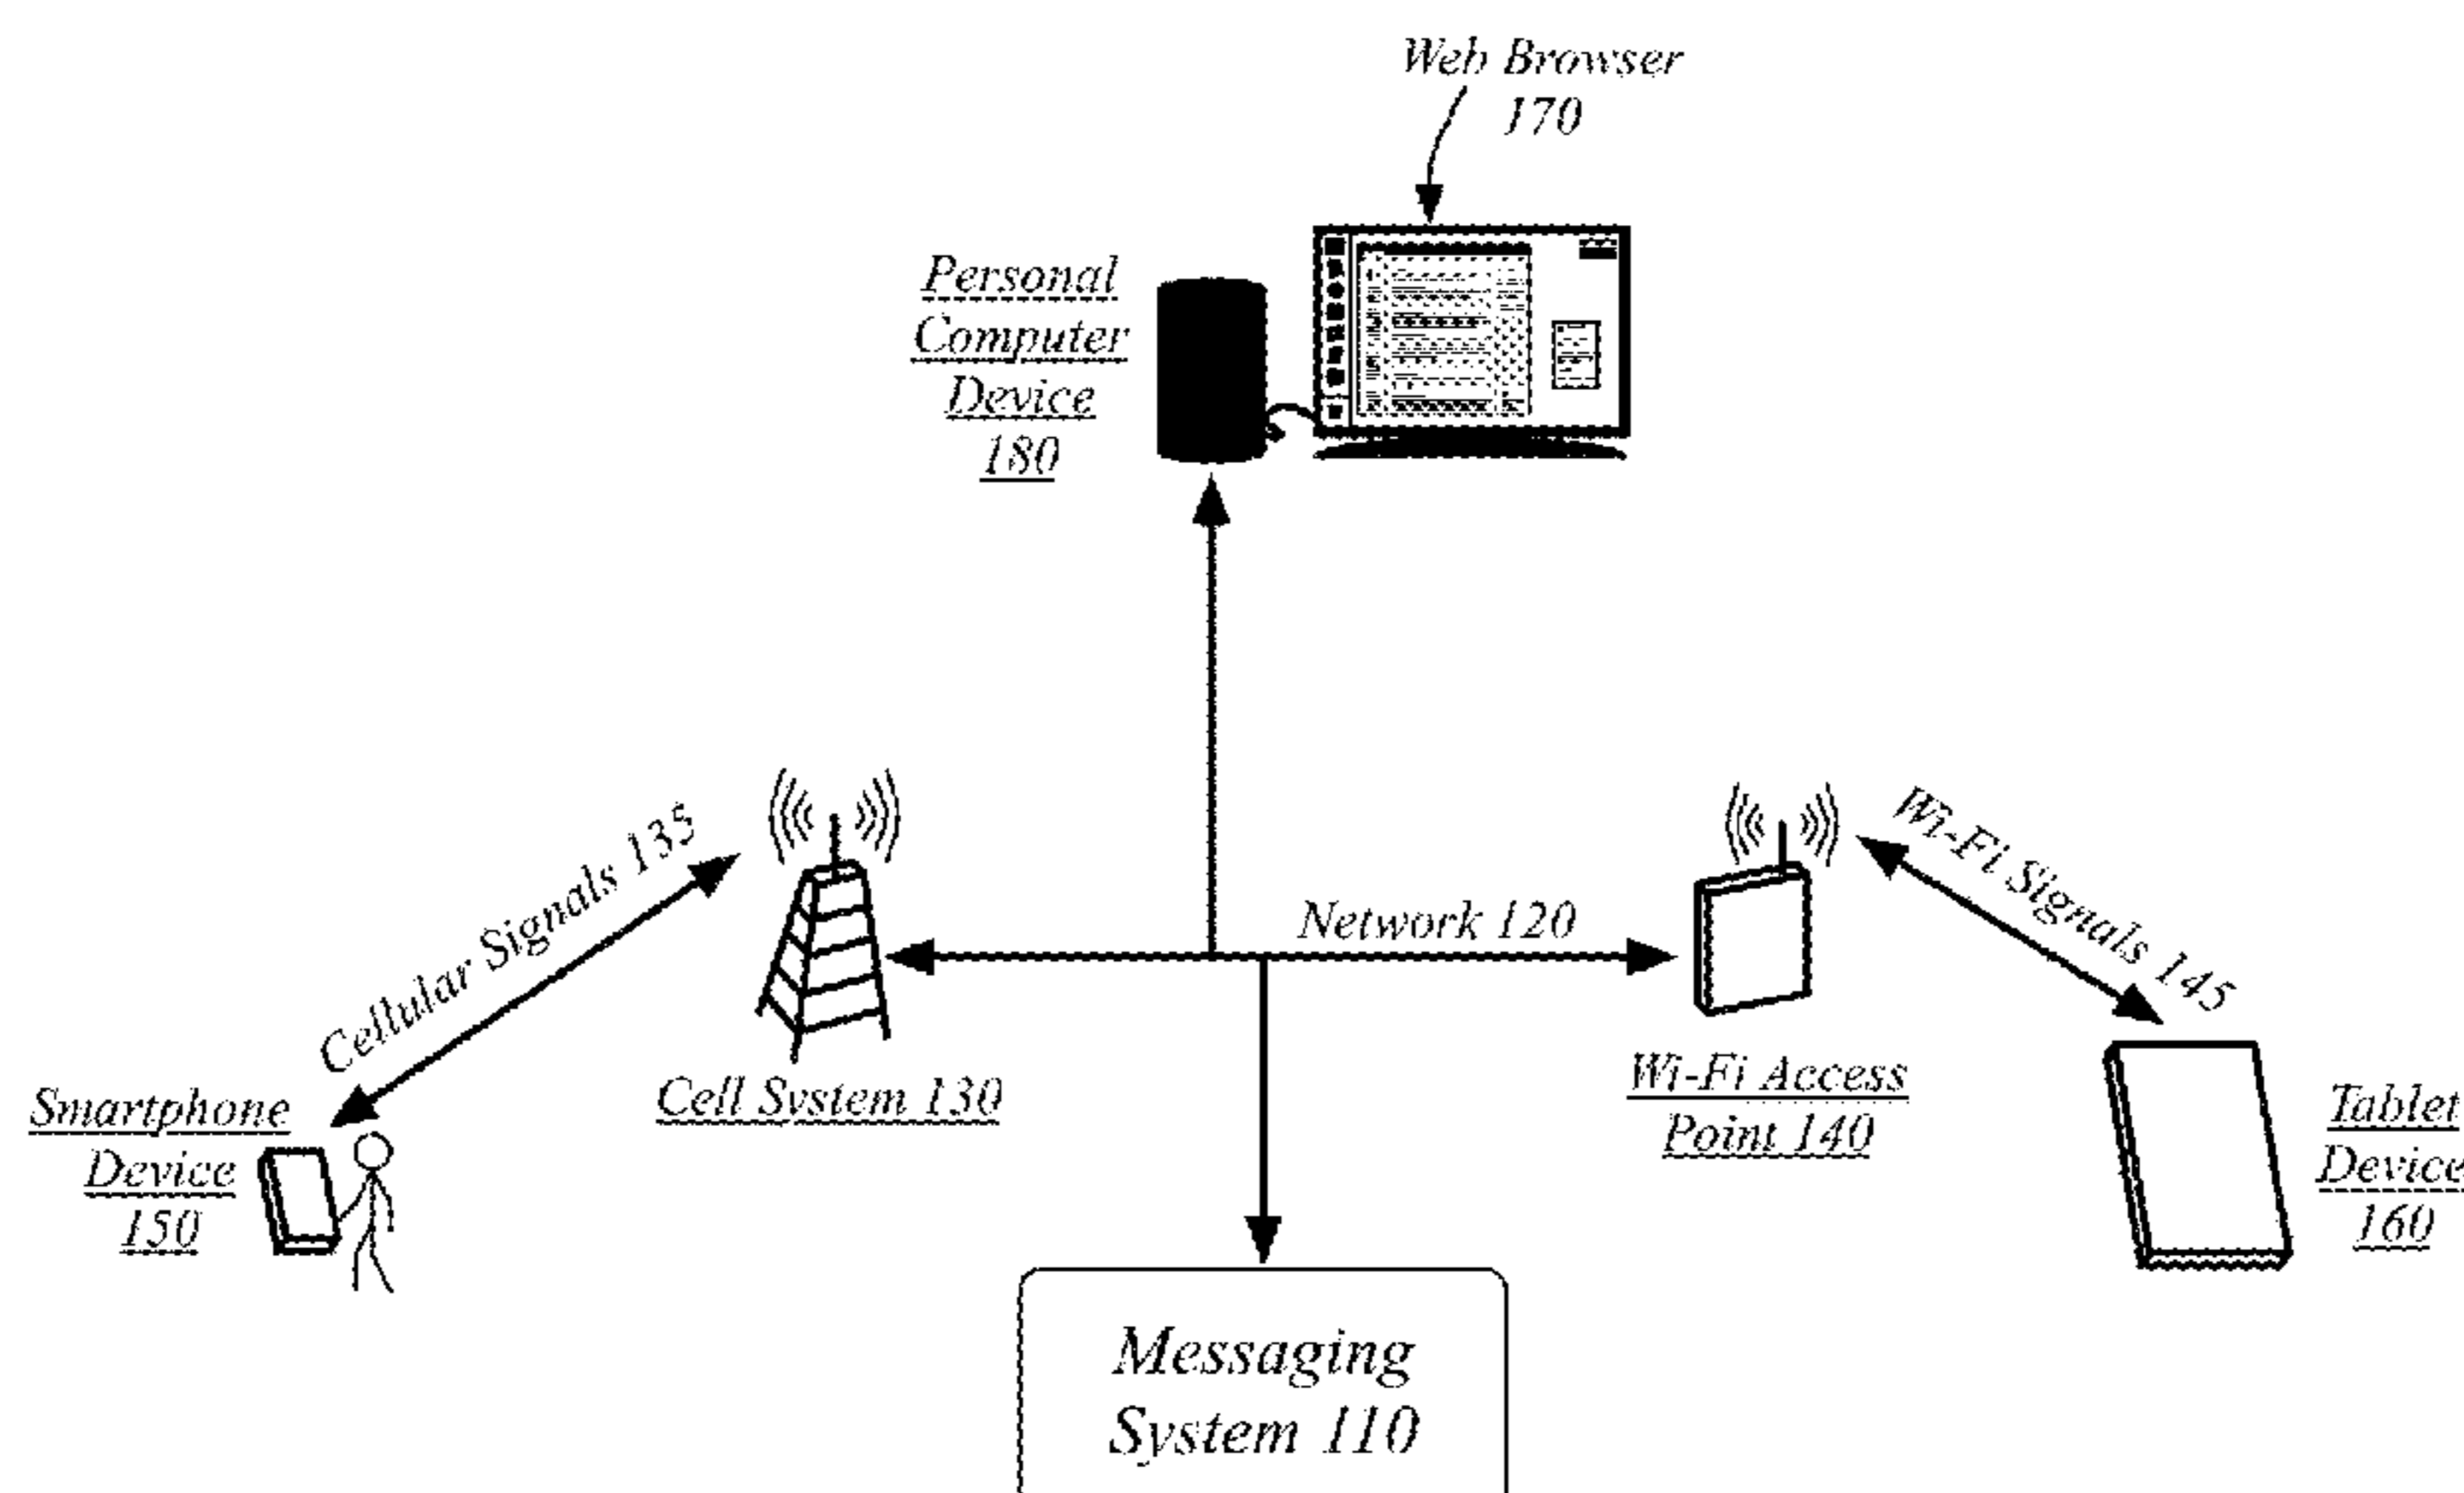 Web Browser
170
Personal
Computer
Device
180
Cellular Signals 135
Wi-Fi Signals 145
Network 120
Cell System 130
Wi-Fi Access
Point 140
Smartphone
Device
150
Tablet
Device
160
Messaging
System 110